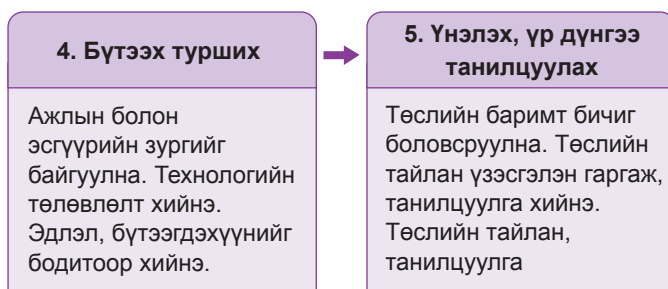 4. Бүтээх турших
Ажлын болон
эсгүүрийн зургийг
байгуулна. Технологийн
төлөвлөлт хийнэ.
Эдлэл, бүтээгдэхүүнийг
бодитоор хийнэ.
5. Үнэлэх, үр дүнгээ
танилцуулах
Төслийн баримт бичиг
боловсруулна. Төслийн
тайлан үзэсгэлэн гаргаж,
танилцуулга хийнэ.
Төслийн тайлан,
танилцуулга